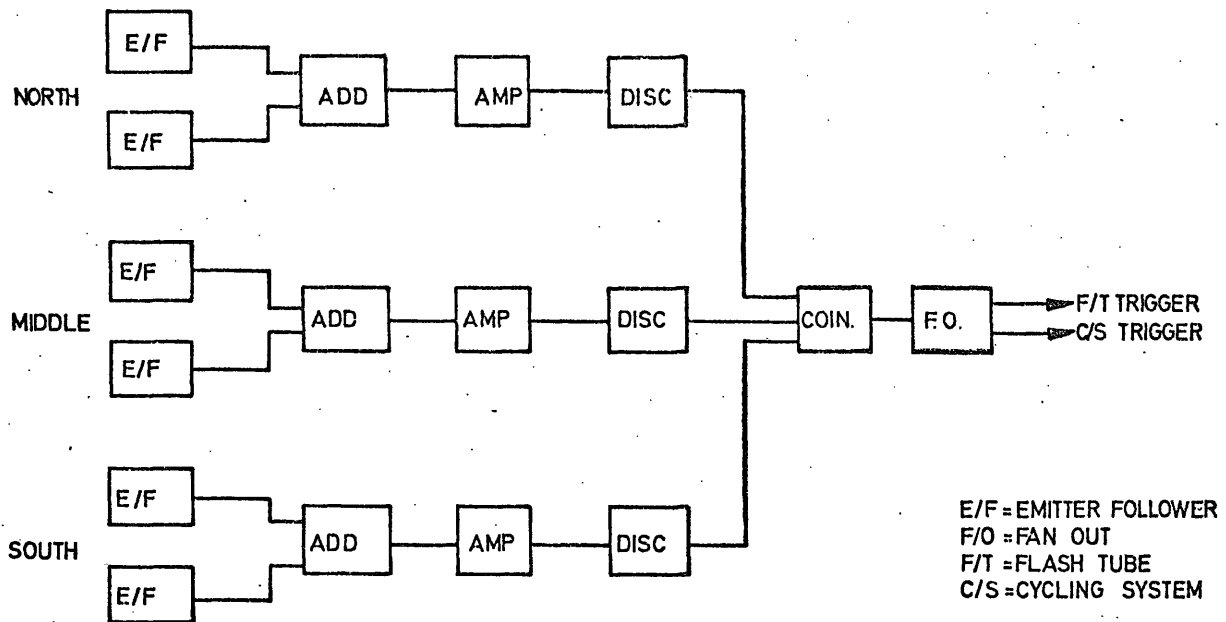 E/F
NORTH
ADD
AMP
DISC
E/F
E/F
MIDDLE
ADD
AMP
DISC
COIN.
F.O.
F/T TRIGGER
C/S TRIGGER
E/F
E/F
SOUTH
ADD
AMP
DISC
E/F
E/F = EMITTER FOLLOWER
F/O = FAN OUT
F/T = FLASH TUBE
C/S = CYCLING SYSTEM